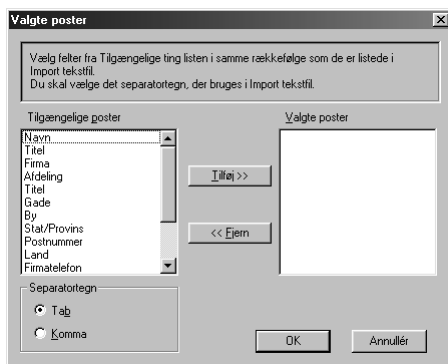 Valgte poster
Vælg felter fra Tilgængelige ting listen i samme rækkefølge som de er listede i
Import tekstfil.
Du skal vælge det separatortegn, der bruges i Import tekstfil.
Tilgængelige poster
Valgte poster
Navn
Titel
Firma
Afdeling
Titel
Gade
By
Stat/Provins
Postnummer
Land
Firmatelefon
Tilføj >>
<< Fjern
Separatortegn
Tab
Komma
OK
Annullér